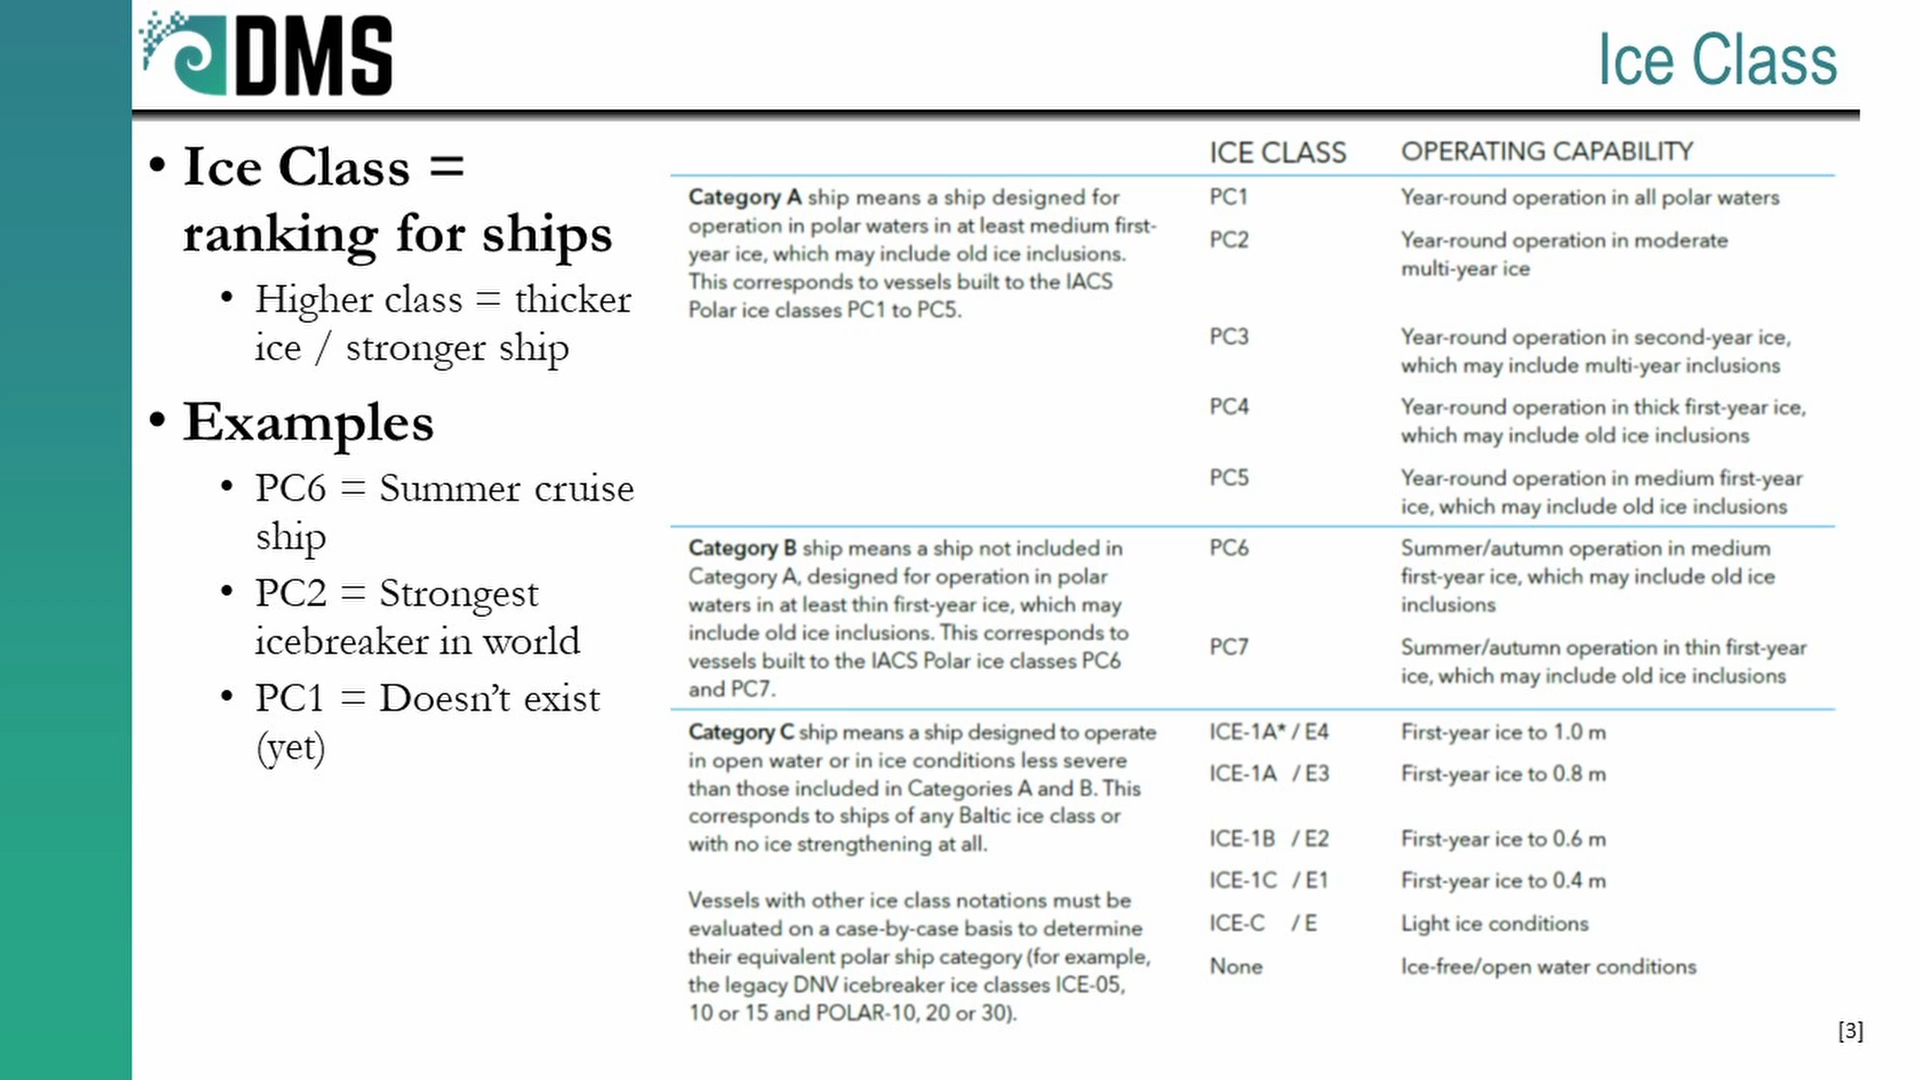 DMS
Ice Class
• Ice Class =
ranking for ships
• Higher class = thicker
ice / stronger ship
• Examples
• PC6 = Summer cruise
ship
• PC2 = Strongest
icebreaker in world
• PC1 = Doesn't exist
(yet)
ICE CLASS OPERATING CAPABILITY
Category A ship means a ship designed for
operation in polar waters in at least medium first-
year ice, which may include old ice inclusions.
This corresponds to vessels built to the IACS
Polar ice classes PC1 to PC5.
PC1 Year-round operation in all polar waters
PC2 Year-round operation in moderate
multi-year ice
PC3 Year-round operation in second-year ice,
which may include multi-year inclusions
PC4 Year-round operation in thick first-year ice,
which may include old ice inclusions
PC5 Year-round operation in medium first-year
ice, which may include old ice inclusions
Category B ship means a ship not included in
Category A, designed for operation in polar
waters in at least thin first-year ice, which may
include old ice inclusions. This corresponds to
vessels built to the IACS Polar ice classes PC6
and PC7.
PC6 Summer/autumn operation in medium
first-year ice, which may include old ice
inclusions
PC7 Summer/autumn operation in thin first-year
ice, which may include old ice inclusions
Category C ship means a ship designed to operate
in open water or in ice conditions less severe
than those included in Categories A and B. This
corresponds to ships of any Baltic ice class or
with no ice strengthening at all.
Vessels with other ice class notations must be
evaluated on a case-by-case basis to determine
their equivalent polar ship category (for example,
the legacy DNV icebreaker ice classes ICE-05,
10 or 15 and POLAR-10, 20 or 30).
ICE-1A* / E4 First-year ice to 1.0 m
ICE-1A / E3 First-year ice to 0.8 m
ICE-1B / E2 First-year ice to 0.6 m
ICE-1C / E1 First-year ice to 0.4 m
ICE-C / E Light ice conditions
None Ice-free/open water conditions
[3]